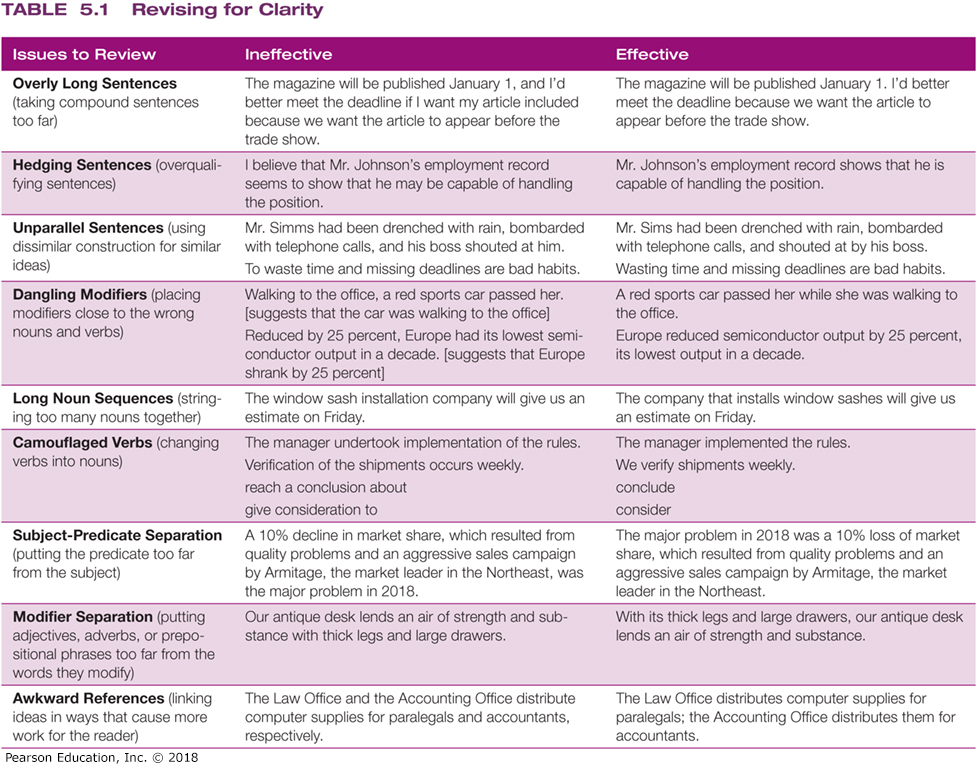 TABLE 5.1 Revising for Clarity
Issues to Review
Ineffective
Effective
Overly Long Sentences
(taking compound sentences
too far)
The magazine will be published January 1, and I'd
better meet the deadline if I want my article included
because we want the article to appear before the
trade show.
The magazine will be published January 1. I'd better
meet the deadline because we want the article to
appear before the trade show.
Hedging Sentences (overquali-
fying sentences)
I believe that Mr. Johnson's employment record
seems to show that he may be capable of handling
the position.
Mr. Johnson's employment record shows that he is
capable of handling the position.
Unparallel Sentences (using
dissimilar construction for similar
ideas)
Mr. Simms had been drenched with rain, bombarded
with telephone calls, and his boss shouted at him.
To waste time and missing deadlines are bad habits.
Mr. Sims had been drenched with rain, bombarded
with telephone calls, and shouted at by his boss.
Wasting time and missing deadlines are bad habits.
Dangling Modifiers (placing
modifiers close to the wrong
nouns and verbs)
Walking to the office, a red sports car passed her.
[suggests that the car was walking to the office]
Reduced by 25 percent, Europe had its lowest semi-
conductor output in a decade. [suggests that Europe
shrank by 25 percent]
A red sports car passed her while she was walking to
the office.
Europe reduced semiconductor output by 25 percent,
its lowest output in a decade.
Long Noun Sequences (string-
ing too many nouns together)
The window sash installation company will give us an
estimate on Friday.
The company that installs window sashes will give us
an estimate on Friday.
Camouflaged Verbs (changing
verbs into nouns)
The manager undertook implementation of the rules.
Verification of the shipments occurs weekly.
reach a conclusion about
give consideration to
The manager implemented the rules.
We verify shipments weekly.
conclude
consider
Subject-Predicate Separation
(putting the predicate too far
from the subject)
A 10% decline in market share, which resulted from
quality problems and an aggressive sales campaign
by Armitage, the market leader in the Northeast, was
the major problem in 2018.
The major problem in 2018 was a 10% loss of market
share, which resulted from quality problems and an
aggressive sales campaign by Armitage, the market
leader in the Northeast.
Modifier Separation (putting
adjectives, adverbs, or prepo-
sitional phrases too far from the
words they modify)
Our antique desk lends an air of strength and sub-
stance with thick legs and large drawers.
With its thick legs and large drawers, our antique desk
lends an air of strength and substance.
Awkward References (linking
ideas in ways that cause more
work for the reader)
The Law Office and the Accounting Office distribute
computer supplies for paralegals and accountants,
respectively.
The Law Office distributes computer supplies for
paralegals; the Accounting Office distributes them for
accountants.
Pearson Education, Inc. © 2018